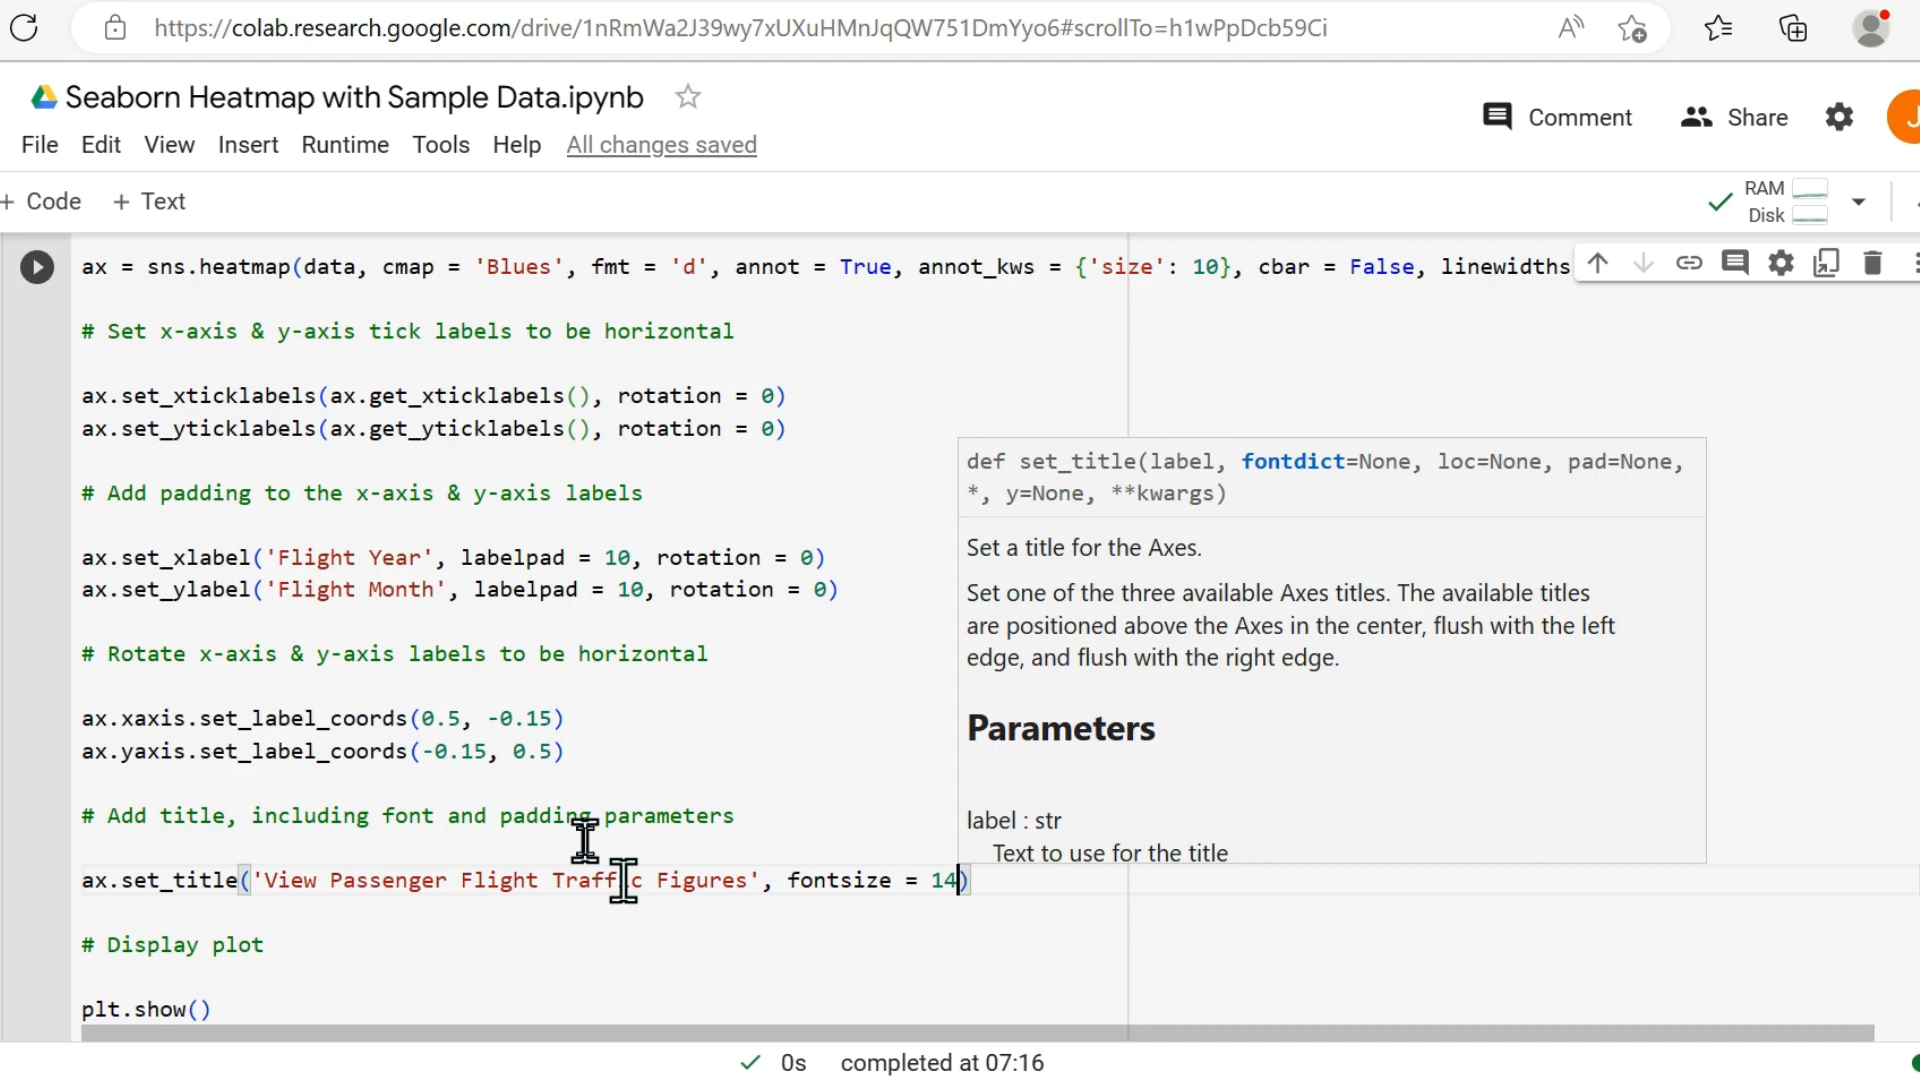 https://colab.research.google.com/drive/1nRmWa2J39wy7xUXuHMnJqQW751DmYyo6#scrollTo=h1wPpDcb59Ci
Seaborn Heatmap with Sample Data.ipynb
Comment Share
J
File Edit View Insert Runtime Tools Help All changes saved
+ Code + Text
RAM
Disk
ax = sns.heatmap(data, cmap = 'Blues', fmt = 'd', annot = True, annot_kws = {'size': 10}, cbar = False, linewidths
# Set x-axis & y-axis tick labels to be horizontal
ax.set_xticklabels(ax.get_xticklabels(), rotation = 0)
ax.set_yticklabels(ax.get_yticklabels(), rotation = 0)
def set_title(label, fontdict=None, loc=None, pad=None,
*, y=None, **kwargs)
# Add padding to the x-axis & y-axis labels
Set a title for the Axes.
ax.set_xlabel('Flight Year', labelpad = 10, rotation = 0)
ax.set_ylabel('Flight Month', labelpad = 10, rotation = 0)
Set one of the three available Axes titles. The available titles
are positioned above the Axes in the center, flush with the left
edge, and flush with the right edge.
# Rotate x-axis & y-axis labels to be horizontal
Parameters
ax.xaxis.set_label_coords(0.5, -0.15)
ax.yaxis.set_label_coords(-0.15, 0.5)
label : str
Text to use for the title
# Add title, including font and padding parameters
ax.set_title('View Passenger Flight Traffic Figures', fontsize = 14)
# Display plot
plt.show()
0s completed at 07:16